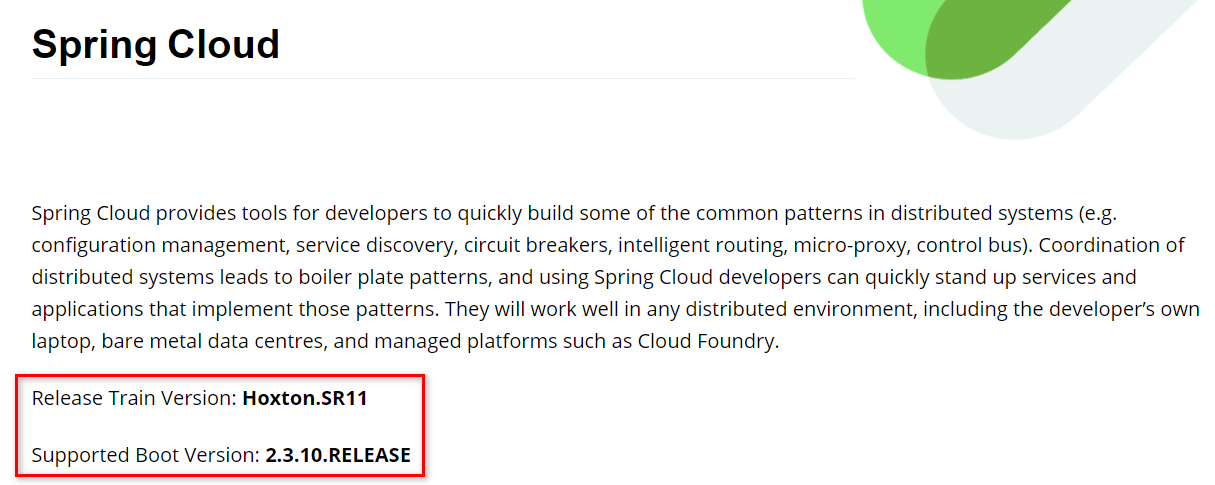 Spring Cloud
Spring Cloud provides tools for developers to quickly build some of the common patterns in distributed systems (e.g.
configuration management, service discovery, circuit breakers, intelligent routing, micro-proxy, control bus). Coordination of
distributed systems leads to boiler plate patterns, and using Spring Cloud developers can quickly stand up services and
applications that implement those patterns. They will work well in any distributed environment, including the developer’s own
laptop, bare metal data centres, and managed platforms such as Cloud Foundry.
Release Train Version: Hoxton.SR11
Supported Boot Version: 2.3.10.RELEASE